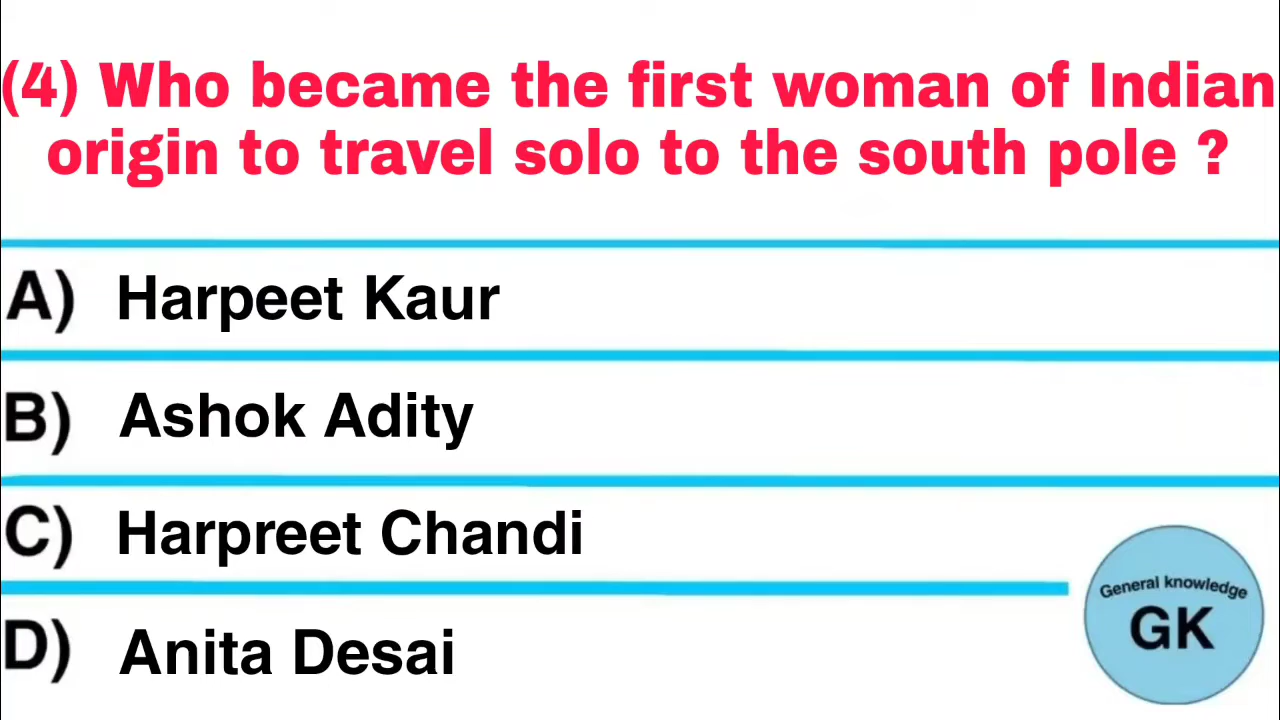 (4) Who became the first woman of Indian
origin to travel solo to the south pole ?
A) Harpeet Kaur
B) Ashok Adity
C) Harpreet Chandi
D) Anita Desai
General knowledge
GK